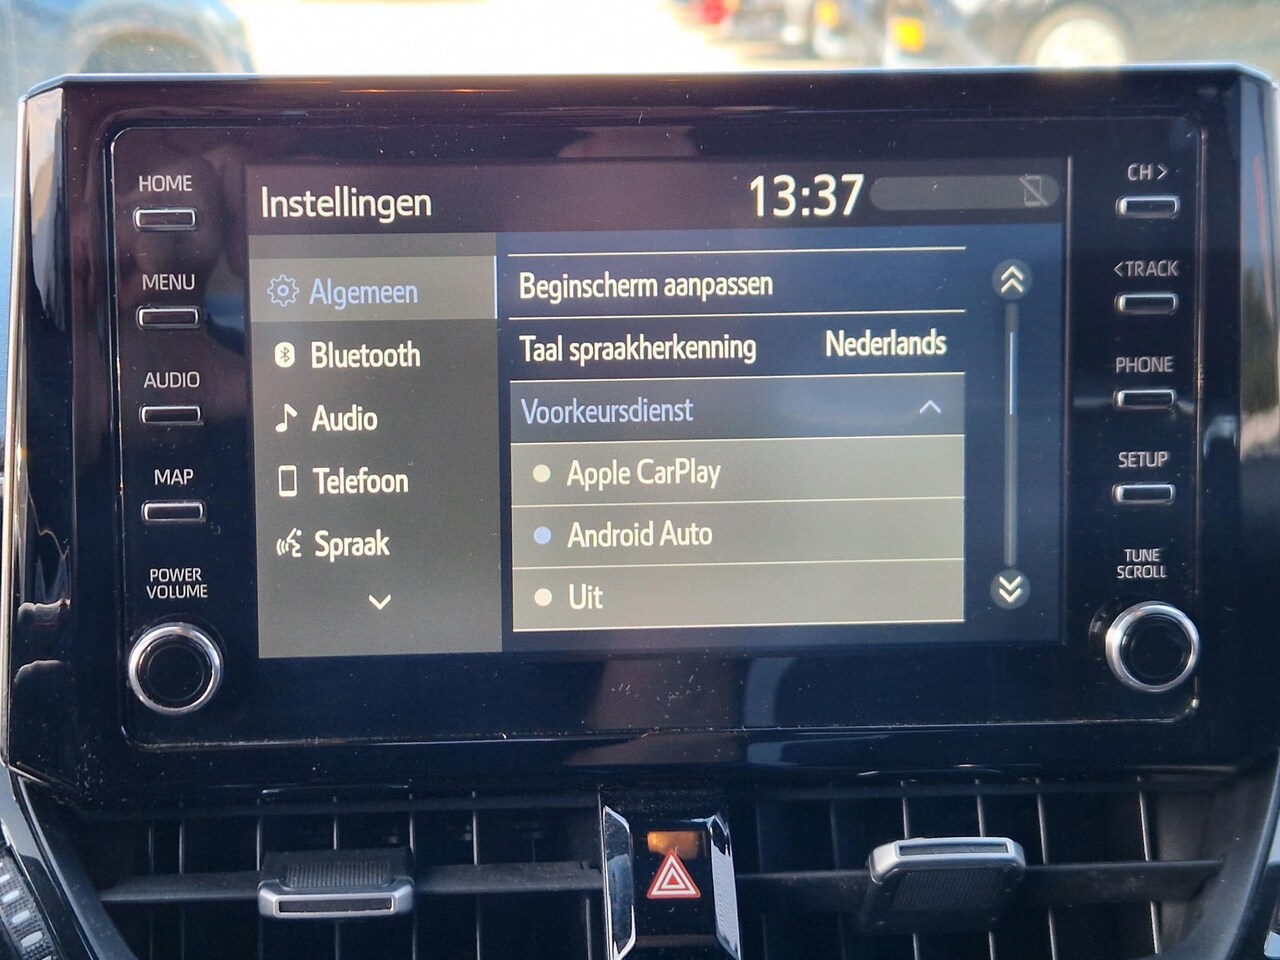 HOME
MENU
AUDIO
MAP
POWER
VOLUME
Instellingen
13:37
Algemeen
Bluetooth
Audio
Telefoon
Spraak
Beginscherm aanpassen
Taal spraakherkenning Nederlands
Voorkeursdienst
Apple CarPlay
Android Auto
Uit
CH >
< TRACK
PHONE
SETUP
TUNE
SCROLL